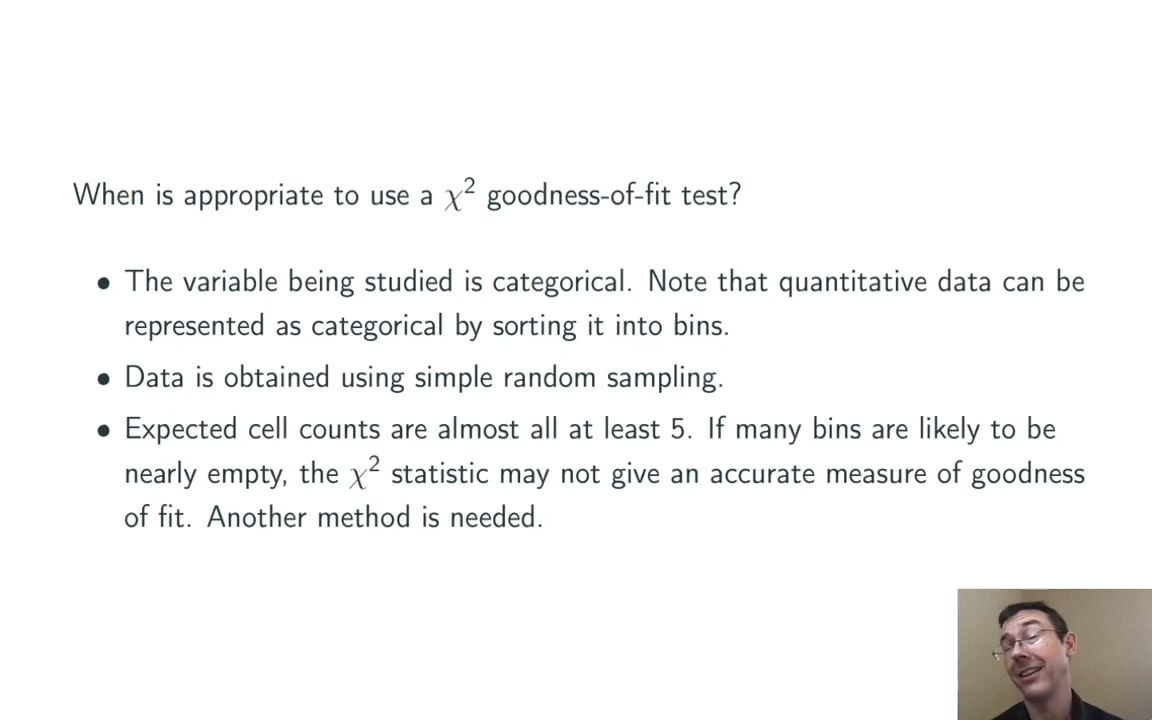 When is appropriate to use a χ² goodness-of-fit test?
• The variable being studied is categorical. Note that quantitative data can be
represented as categorical by sorting it into bins.
• Data is obtained using simple random sampling.
• Expected cell counts are almost all at least 5. If many bins are likely to be
nearly empty, the χ² statistic may not give an accurate measure of goodness
of fit. Another method is needed.